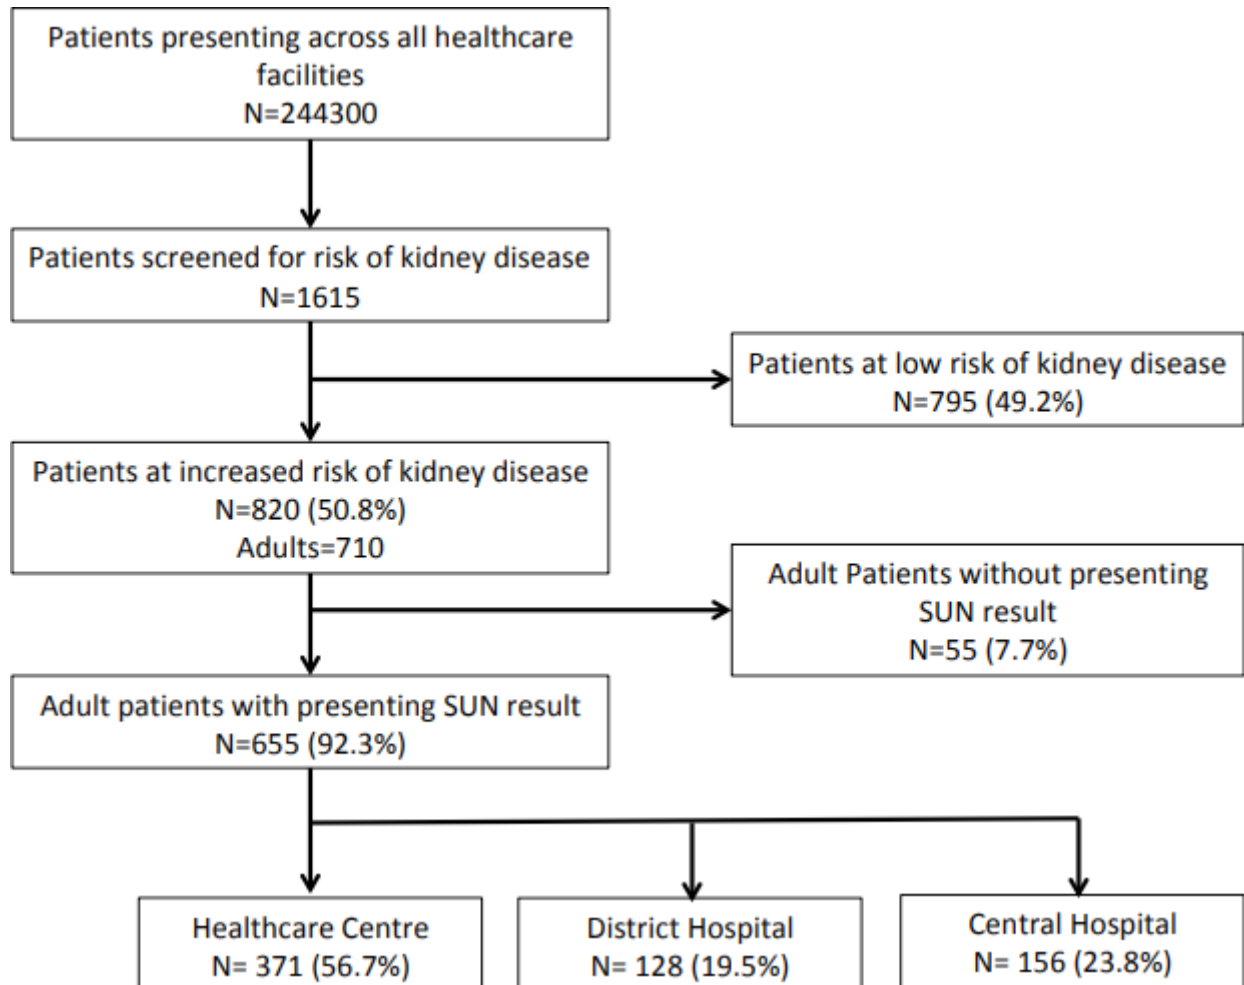 Patients presenting across all healthcare
facilities
N=244300
Patients screened for risk of kidney disease
N=1615
Patients at low risk of kidney disease
N=795 (49.2%)
Patients at increased risk of kidney disease
N=820 (50.8%)
Adults=710
Adult Patients without presenting
SUN result
N=55 (7.7%)
Adult patients with presenting SUN result
N=655 (92.3%)
Healthcare Centre
N= 371 (56.7%)
District Hospital
N= 128 (19.5%)
Central Hospital
N= 156 (23.8%)